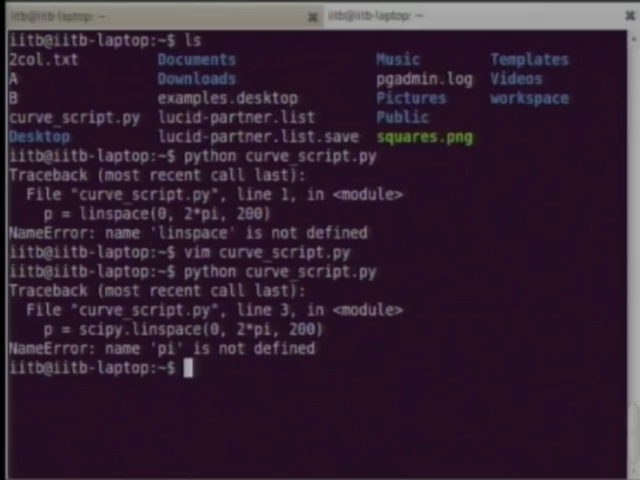 iitb@iitb-laptop: ~
iitb@iitb-laptop: ~
iitb@iitb-laptop:~$ ls
2col.txt Documents Music Templates
A Downloads pgadmin.log Videos
B examples.desktop Pictures workspace
curve_script.py lucid-partner.list Public
Desktop lucid-partner.list.save squares.png
iitb@iitb-laptop:~$ python curve_script.py
Traceback (most recent call last):
File "curve_script.py", line 1, in <module>
p = linspace(0, 2*pi, 200)
NameError: name 'linspace' is not defined
iitb@iitb-laptop:~$ vim curve_script.py
iitb@iitb-laptop:~$ python curve_script.py
Traceback (most recent call last):
File "curve_script.py", line 3, in <module>
p = scipy.linspace(0, 2*pi, 200)
NameError: name 'pi' is not defined
iitb@iitb-laptop:~$